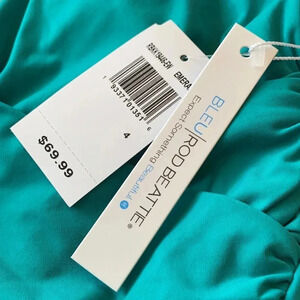 EMERA
4
$69.99
BLEU|ROD BEATTIE®
Expect Something Beautiful